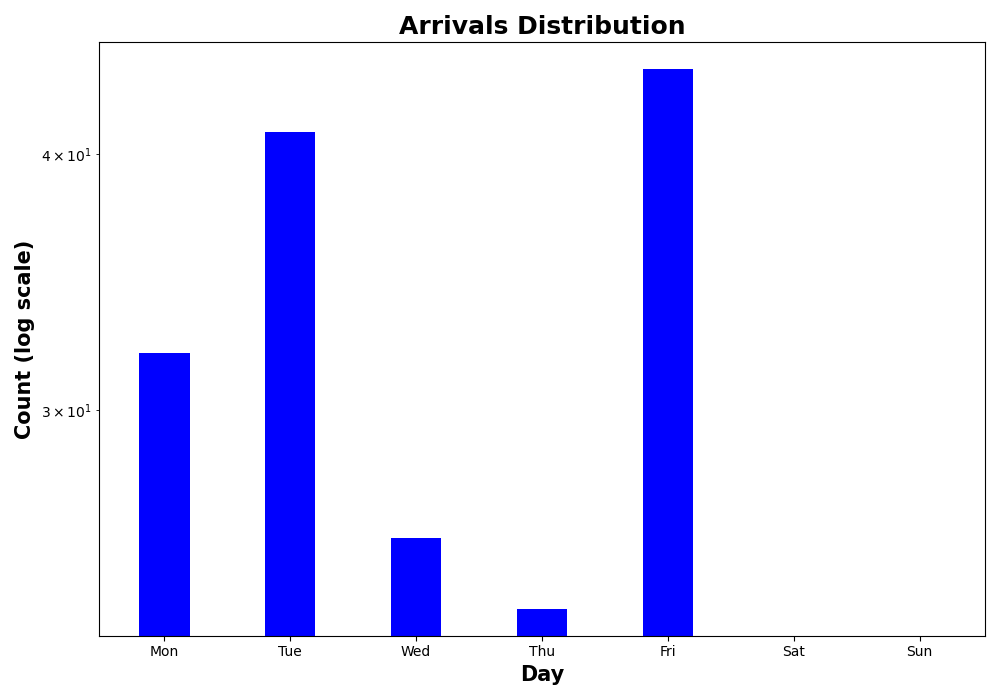 Arrivals Distribution
Count (log scale)
4 × 10¹
3 × 10¹
Mon Tue Wed Thu Fri Sat Sun
Day